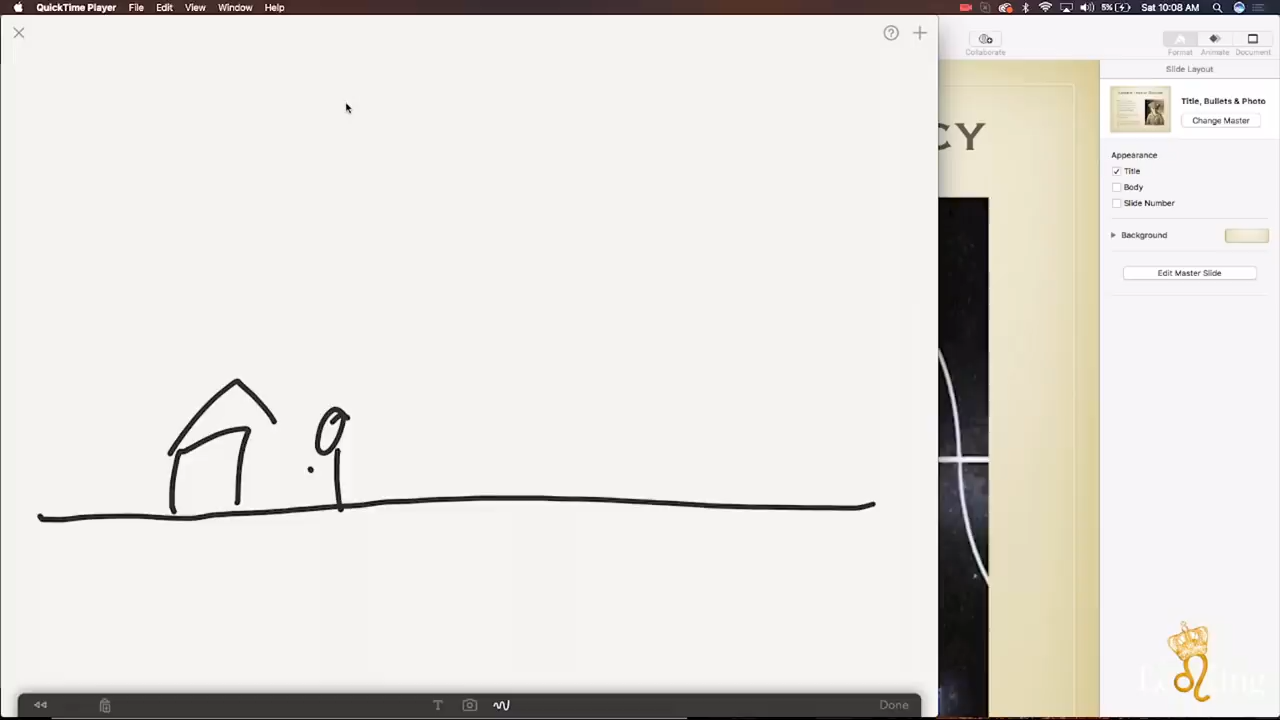 QuickTime Player File Edit View Window Help 5% Sat 10:08 AM
Collaborate
Format Animate Document
Slide Layout
Title, Bullets & Photo
Change Master
CY
Appearance
Title
Body
Slide Number
Background
Edit Master Slide
T Done